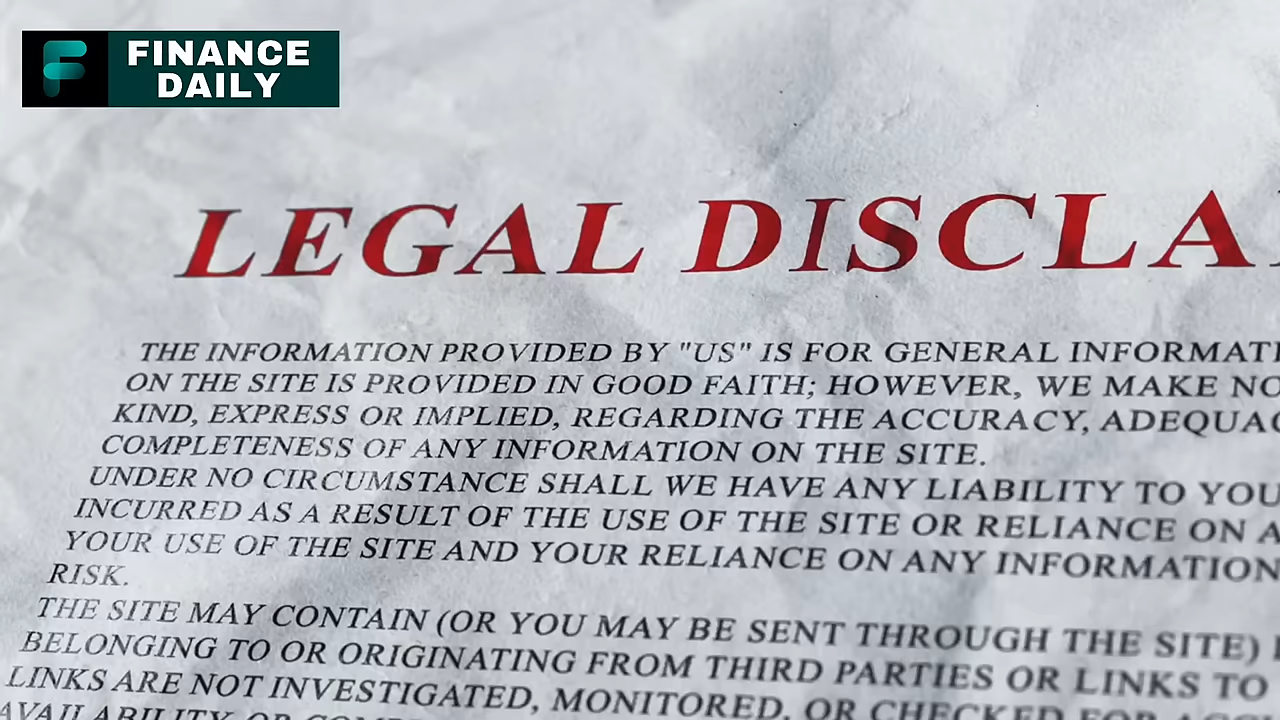 FINANCE
DAILY
LEGAL DISCLA
THE INFORMATION PROVIDED BY "US" IS FOR GENERAL INFORMATI
ON THE SITE IS PROVIDED IN GOOD FAITH; HOWEVER, WE MAKE NO
KIND, EXPRESS OR IMPLIED, REGARDING THE ACCURACY, ADEQUAC
COMPLETENESS OF ANY INFORMATION ON THE SITE.
UNDER NO CIRCUMSTANCE SHALL WE HAVE ANY LIABILITY TO YOU
INCURRED AS A RESULT OF THE USE OF THE SITE OR RELIANCE ON A
YOUR USE OF THE SITE AND YOUR RELIANCE ON ANY INFORMATION
RISK.
THE SITE MAY CONTAIN (OR YOU MAY BE SENT THROUGH THE SITE)
BELONGING TO OR ORIGINATING FROM THIRD PARTIES OR LINKS TO
LINKS ARE NOT INVESTIGATED, MONITORED, OR CHECKED FOR
AVAILABILITY OR